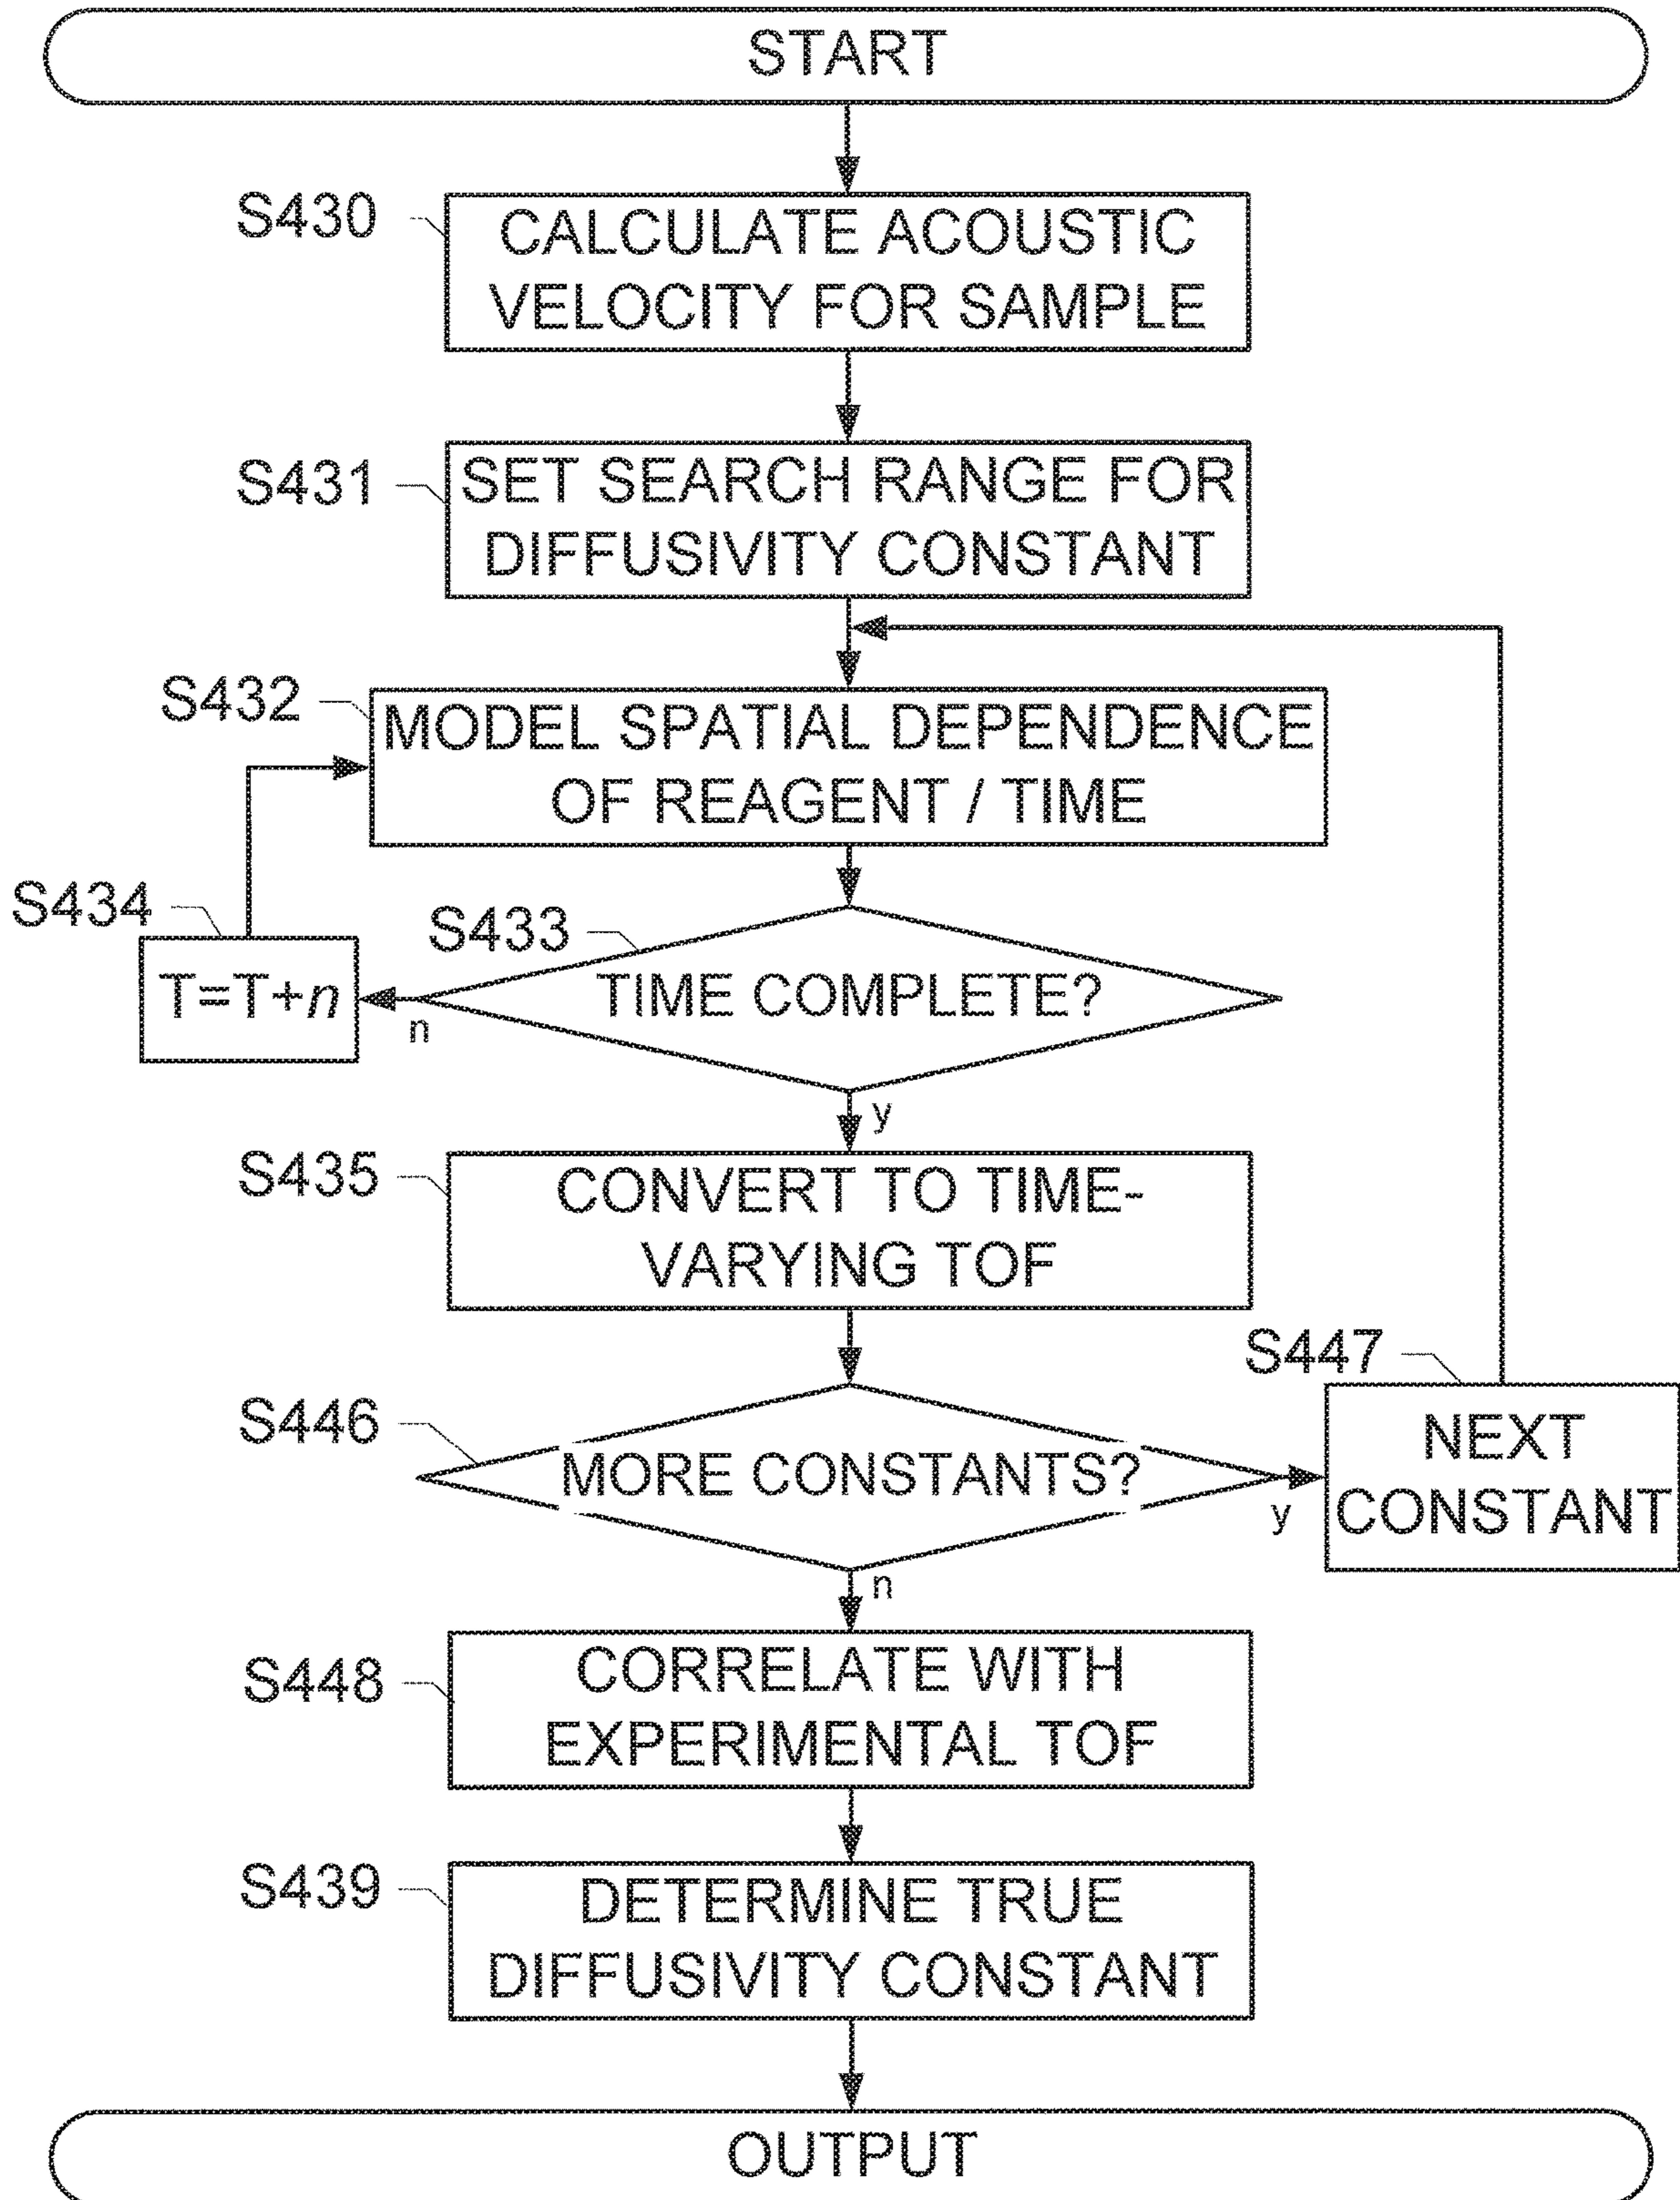 START
S430
CALCULATE ACOUSTIC
VELOCITY FOR SAMPLE
S431
SET SEARCH RANGE FOR
DIFFUSIVITY CONSTANT
S432
MODEL SPATIAL DEPENDENCE
OF REAGENT / TIME
S434
T=T+n
S433
TIME COMPLETE?
n
y
S435
CONVERT TO TIME-
VARYING TOF
S446
MORE CONSTANTS?
y
n
S447
NEXT
CONSTANT
S448
CORRELATE WITH
EXPERIMENTAL TOF
S439
DETERMINE TRUE
DIFFUSIVITY CONSTANT
OUTPUT